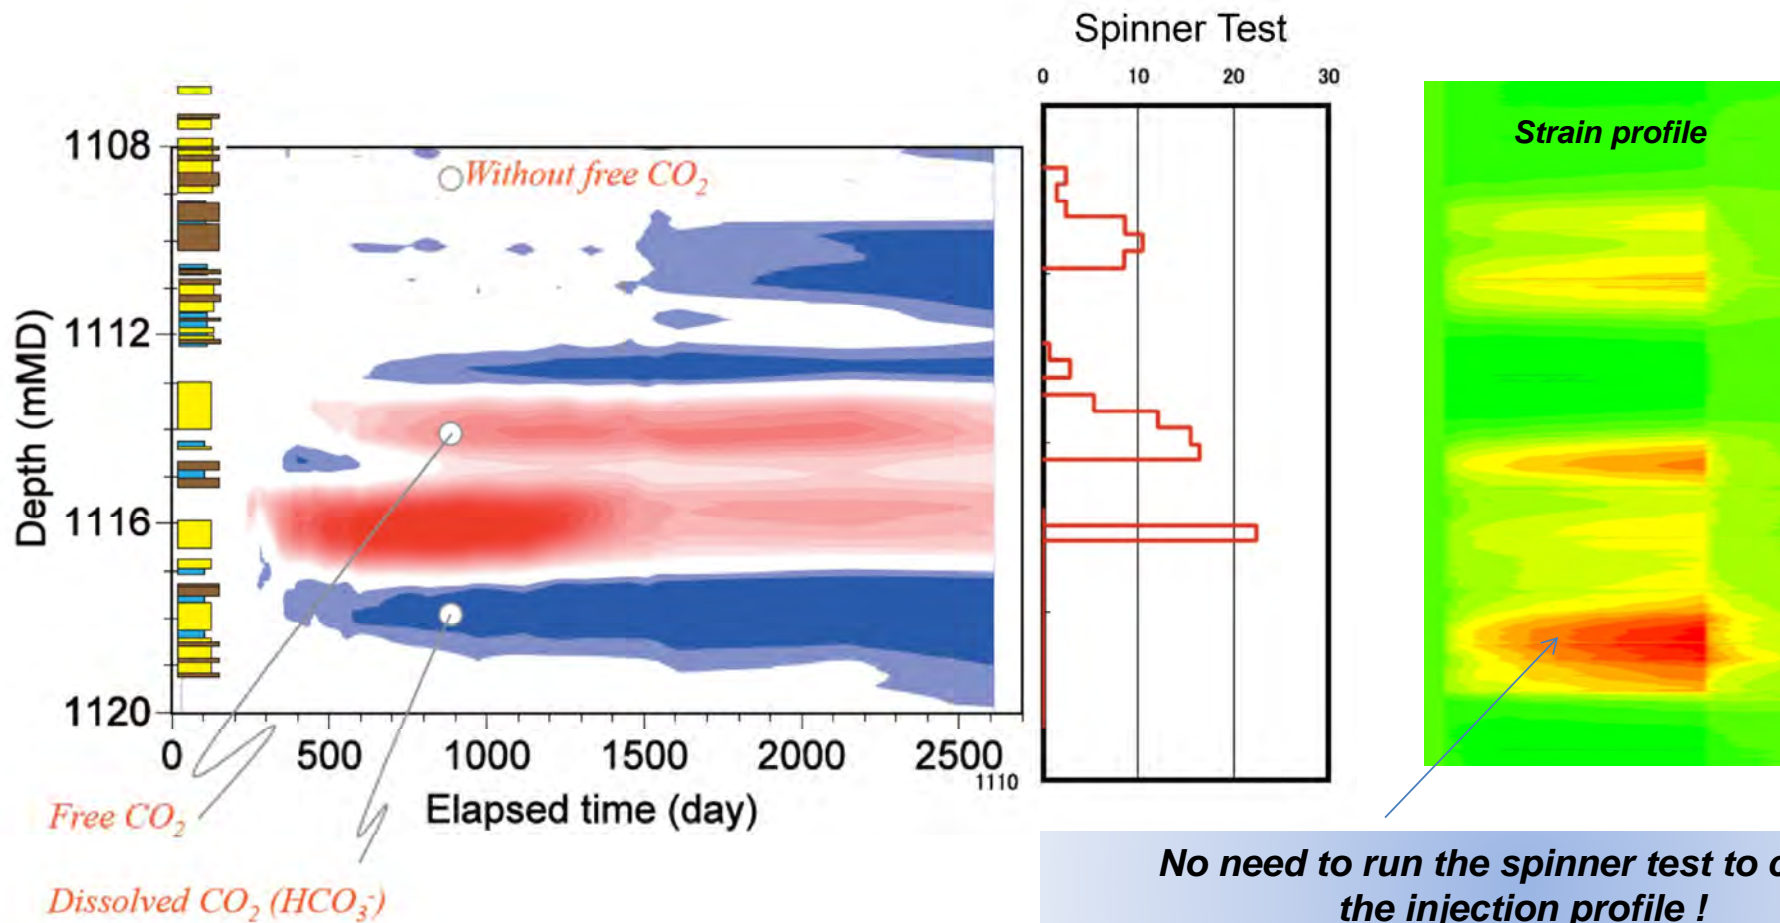 Spinner Test
0 10 20 30
Strain profile
1108
Without free CO₂
1112
Depth (mMD)
1116
1120
0 500 1000 1500 2000 2500
1110
Elapsed time (day)
Free CO₂
Dissolved CO₂ (HCO₃⁻)
No need to run the spinner test to
the injection profile !